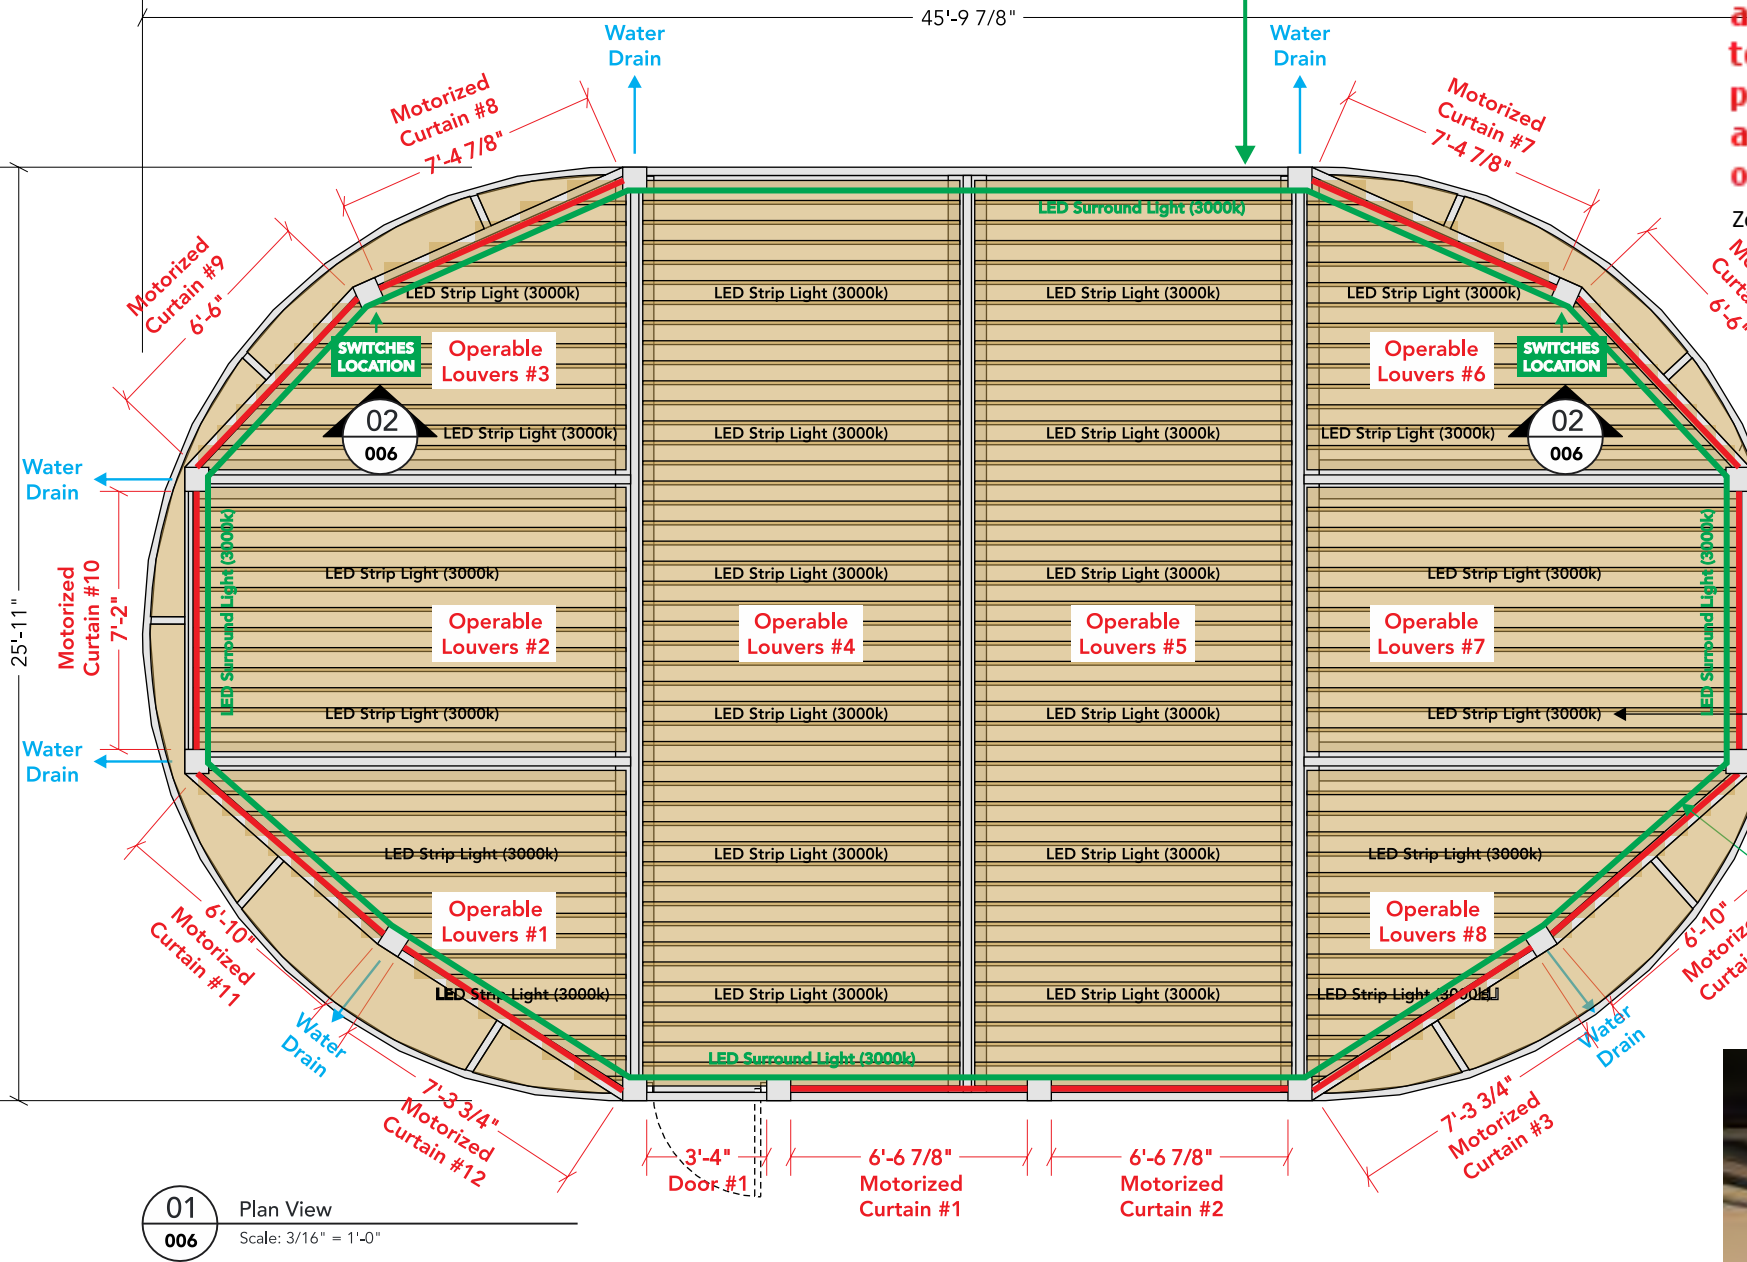 45'-9 7/8"
Water
Drain
Water
Drain
Motorized
Curtain #8
7'-4 7/8"
Motorized
Curtain #7
7'-4 7/8"
LED Surround Light (3000k)
Motorized
Curtain #9
6'-6"
6'-6"
LED Strip Light (3000k)
LED Strip Light (3000k)
LED Strip Light (3000k)
LED Strip Light (3000k)
SWITCHES
LOCATION
Operable
Louvers #3
Operable
Louvers #6
SWITCHES
LOCATION
02
006
02
006
LED Strip Light (3000k)
LED Strip Light (3000k)
LED Strip Light (3000k)
LED Strip Light (3000k)
Water
Drain
25'-11"
Motorized
Curtain #10
7'-2"
LED Surround Light (3000k)
LED Strip Light (3000k)
LED Strip Light (3000k)
LED Strip Light (3000k)
LED Strip Light (3000k)
LED Surround Light (3000k)
Operable
Louvers #2
Operable
Louvers #4
Operable
Louvers #5
Operable
Louvers #7
LED Strip Light (3000k)
LED Strip Light (3000k)
LED Strip Light (3000k)
LED Strip Light (3000k)
Water
Drain
LED Strip Light (3000k)
LED Strip Light (3000k)
LED Strip Light (3000k)
LED Strip Light (3000k)
Operable
Louvers #1
Operable
Louvers #8
6'-10"
Motorized
Curtain #11
6'-10"
LED Strip Light (3000k)
LED Strip Light (3000k)
LED Strip Light (3000k)
LED Strip Light (3000k)
Water
Drain
Water
Drain
LED Surround Light (3000k)
7'-3 3/4"
Motorized
Curtain #12
3'-4"
Door #1
6'-6 7/8"
Motorized
Curtain #1
6'-6 7/8"
Motorized
Curtain #2
7'-3 3/4"
Motorized
Curtain #3
01
006
Plan View
Scale: 3/16" = 1'-0"